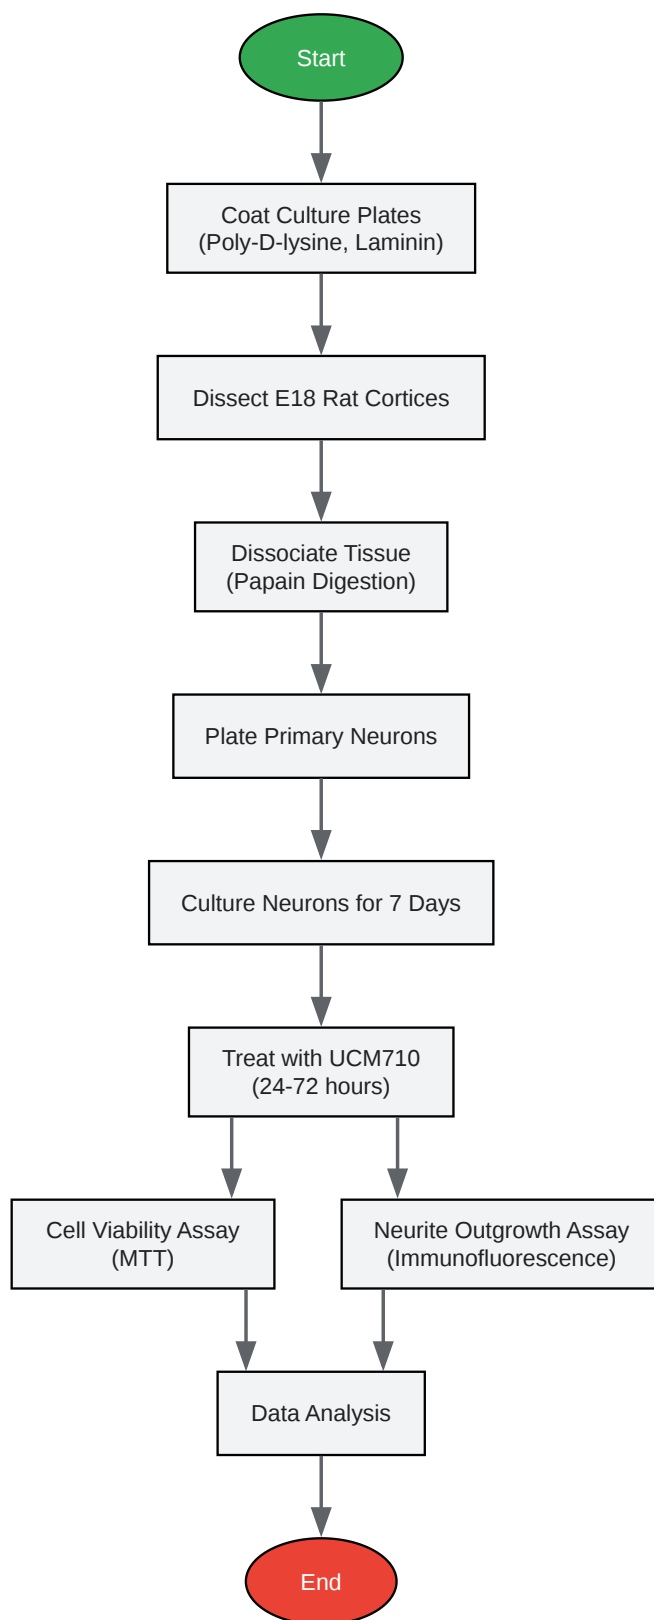 Start
Coat Culture Plates
(Poly-D-lysine, Laminin)
Dissect E18 Rat Cortices
Dissociate Tissue
(Papain Digestion)
Plate Primary Neurons
Culture Neurons for 7 Days
Treat with UCM710
(24-72 hours)
Cell Viability Assay
(MTT)
Neurite Outgrowth Assay
(Immunofluorescence)
Data Analysis
End